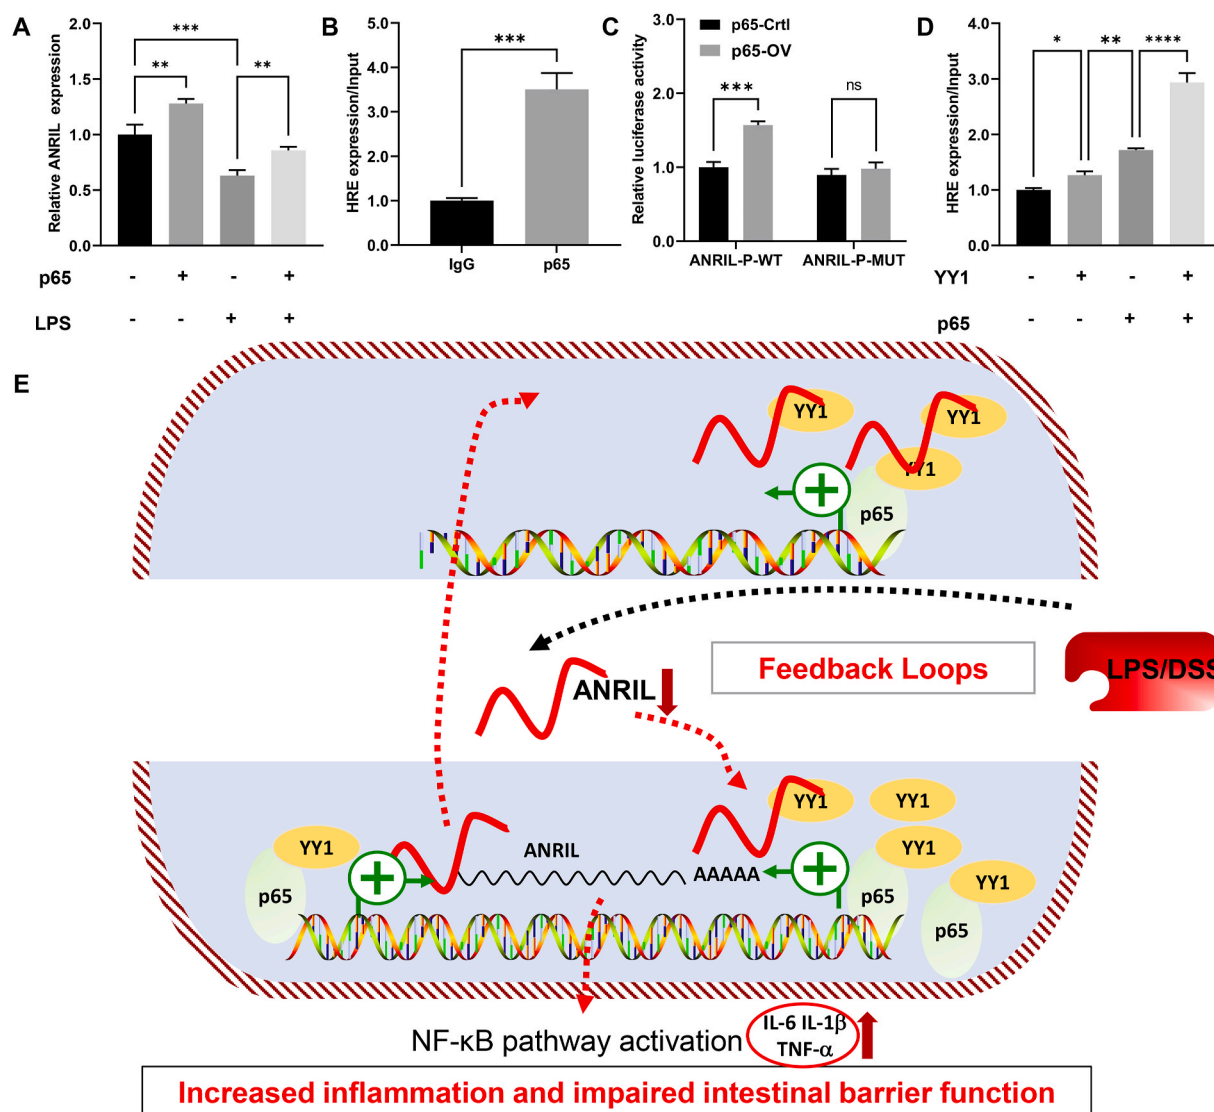 A
Relative ANRIL expression
2.0
1.5
1.0
0.5
0.0
***
**
**
p65 - + - +
LPS - - + +
B
HRE expression/Input
5.0
4.0
3.0
2.0
1.0
0.0
***
IgG p65
C
Relative luciferase activity
3.0
2.0
1.0
0.0
p65-Crtl
p65-OV
***
ns
ANRIL-P-WT ANRIL-P-MUT
D
HRE expression/Input
4.0
3.0
2.0
1.0
0.0
* ** ****
YY1 - + - +
p65 - - + +
E
YY1
YY1
YY1
p65
Feedback Loops
LPS/DSS
ANRIL
YY1
YY1
YY1
YY1
YY1
ANRIL
AAAAA
p65
p65
p65
NF-κB pathway activation
IL-6 IL-1β
TNF-α
Increased inflammation and impaired intestinal barrier function